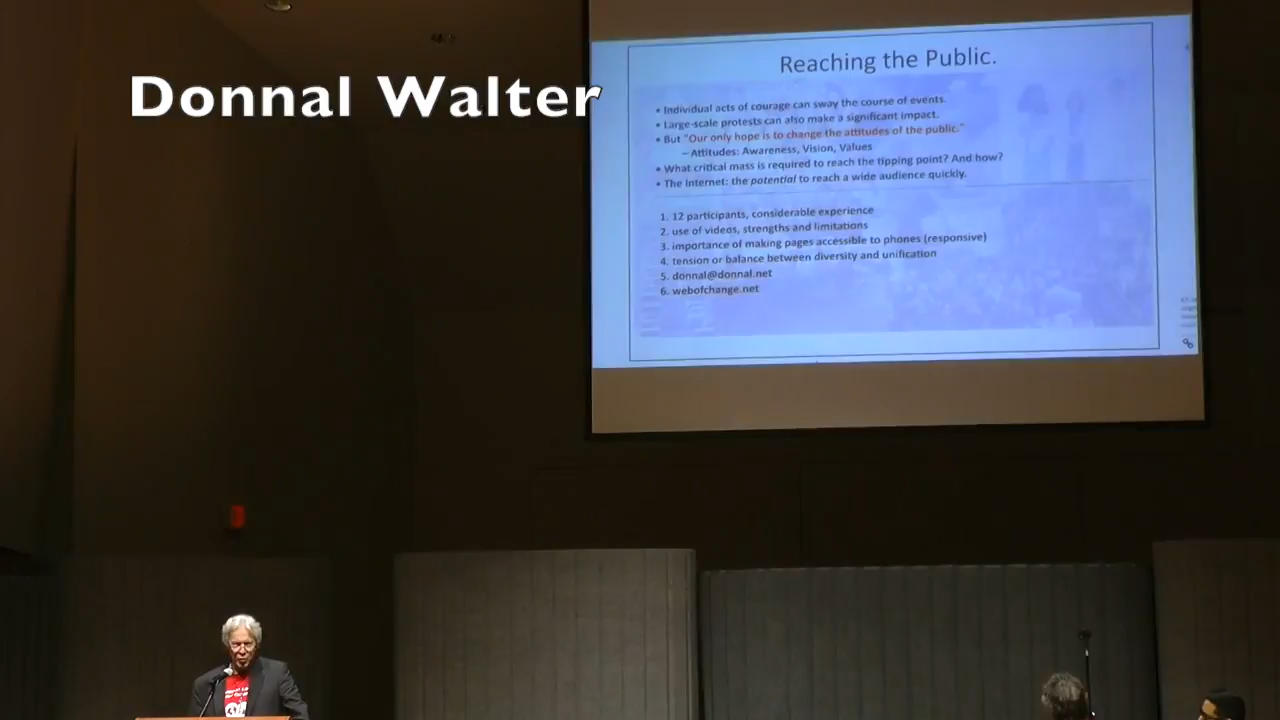 Donnal Walter
Reaching the Public.
• Individual acts of courage can sway the course of events.
• Large-scale protests can also make a significant impact.
• But "Our only hope is to change the attitudes of the public."
– Attitudes: Awareness, Vision, Values
• What critical mass is required to reach the tipping point? And how?
• The Internet: the potential to reach a wide audience quickly.
1. 12 participants, considerable experience
2. use of videos, strengths and limitations
3. importance of making pages accessible to phones (responsive)
4. tension or balance between diversity and unification
5. donnal@donnal.net
6. webofchange.net